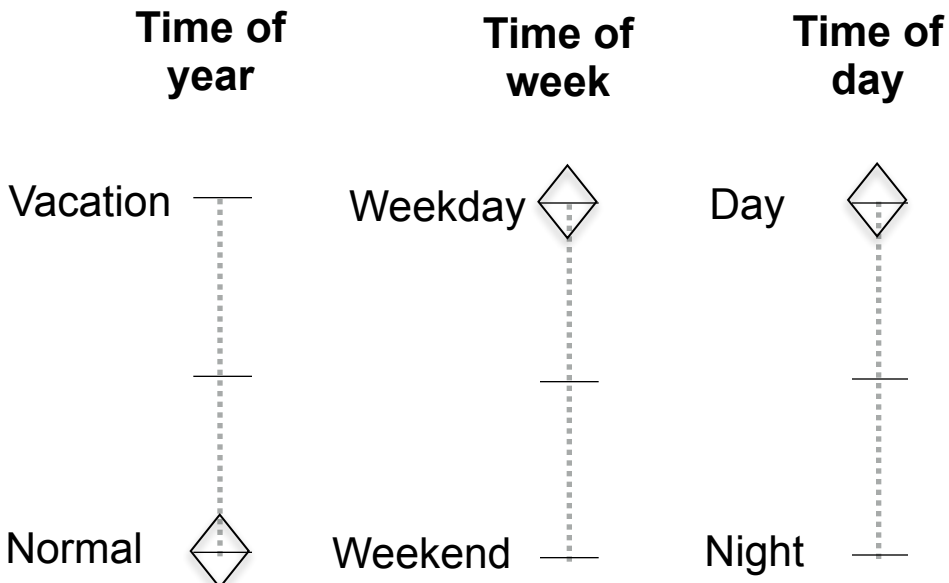 Time of
year
Time of
week
Time of
day
Vacation
Weekday
Day
Normal
Weekend
Night